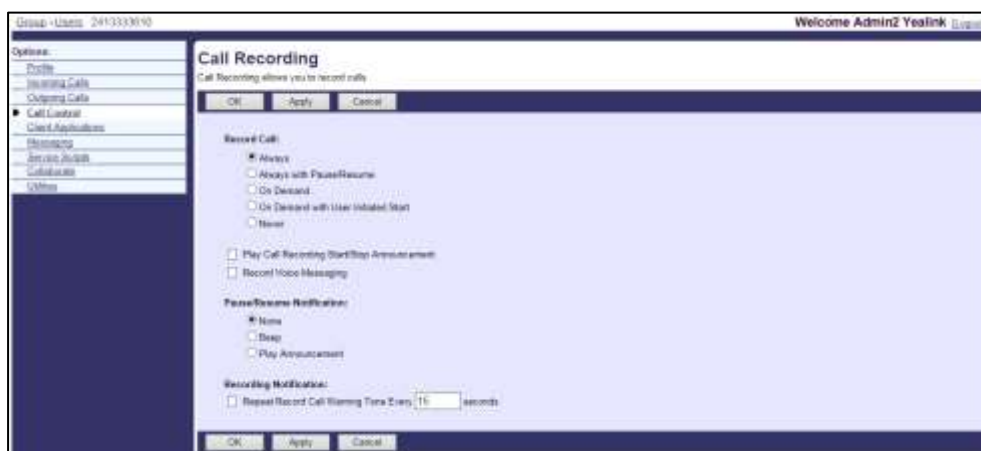 Group >Users
Welcome Admin2 Yealink
Options:
Profile
Incoming Calls
Outgoing Calls
Call Control
Client Applications
Messaging
Service Scripts
Collaborate
Utilities
Call Recording
Call Recording allows you to record calls
OK Apply Cancel
Record Call:
Always
Always with Pause/Resume
On Demand
On Demand with User Initiated Start
Never
Play Call Recording Start/Stop Announcement
Record Voice Messaging
Pause/Resume Notification:
None
Beep
Play Announcement
Recording Notification:
Repeat Record Call Warning Tone Every 15 seconds
OK Apply Cancel